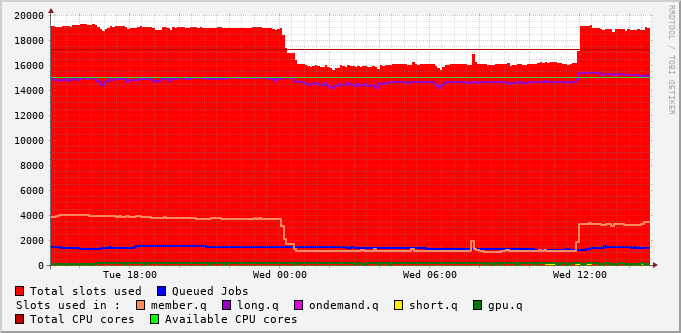 20000
18000
16000
14000
12000
10000
8000
6000
4000
2000
0
Tue 18:00 Wed 00:00 Wed 06:00 Wed 12:00
RRDTOOL / TOBI OETIKER
Total slots used Queued Jobs
Slots used in : member.q long.q ondemand.q short.q gpu.q
Total CPU cores Available CPU cores